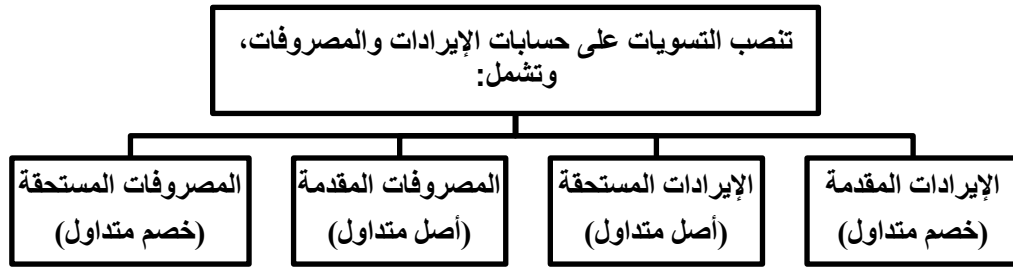 تنصب التسويات على حسابات الإيرادات والمصروفات،
وتشمل:
الإيرادات المقدمة
(خصم متداول)
الإيرادات المستحقة
(أصل متداول)
المصروفات المقدمة
(أصل متداول)
المصروفات المستحقة
(خصم متداول)